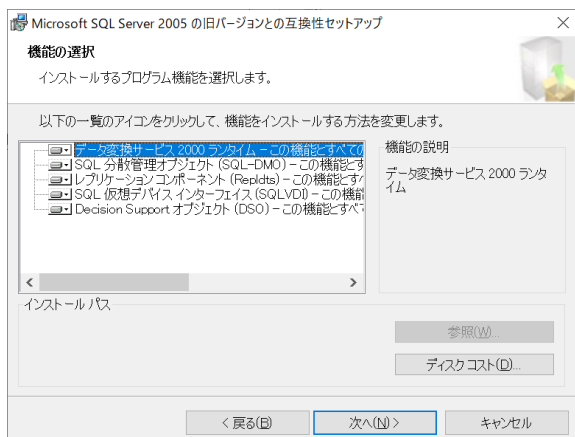 Microsoft SQL Server 2005 の旧バージョンとの互換性セットアップ
機能の選択
インストールするプログラム機能を選択します。
以下の一覧のアイコンをクリックして、機能をインストールする方法を変更します。
データ変換サービス 2000 ランタイム - この機能とすべての
SQL 分散管理オブジェクト (SQL-DMO) - この機能とす
レプリケーション コンポーネント (Repldts) - この機能とすべ
SQL 仮想デバイス インターフェイス (SQLVDI) - この機能
Decision Support オブジェクト (DSO) - この機能とすべて
機能の説明
データ変換サービス 2000 ランタ
イム
インストール パス
参照(W)...
ディスク コスト(D)...
< 戻る(B)
次へ(N) >
キャンセル